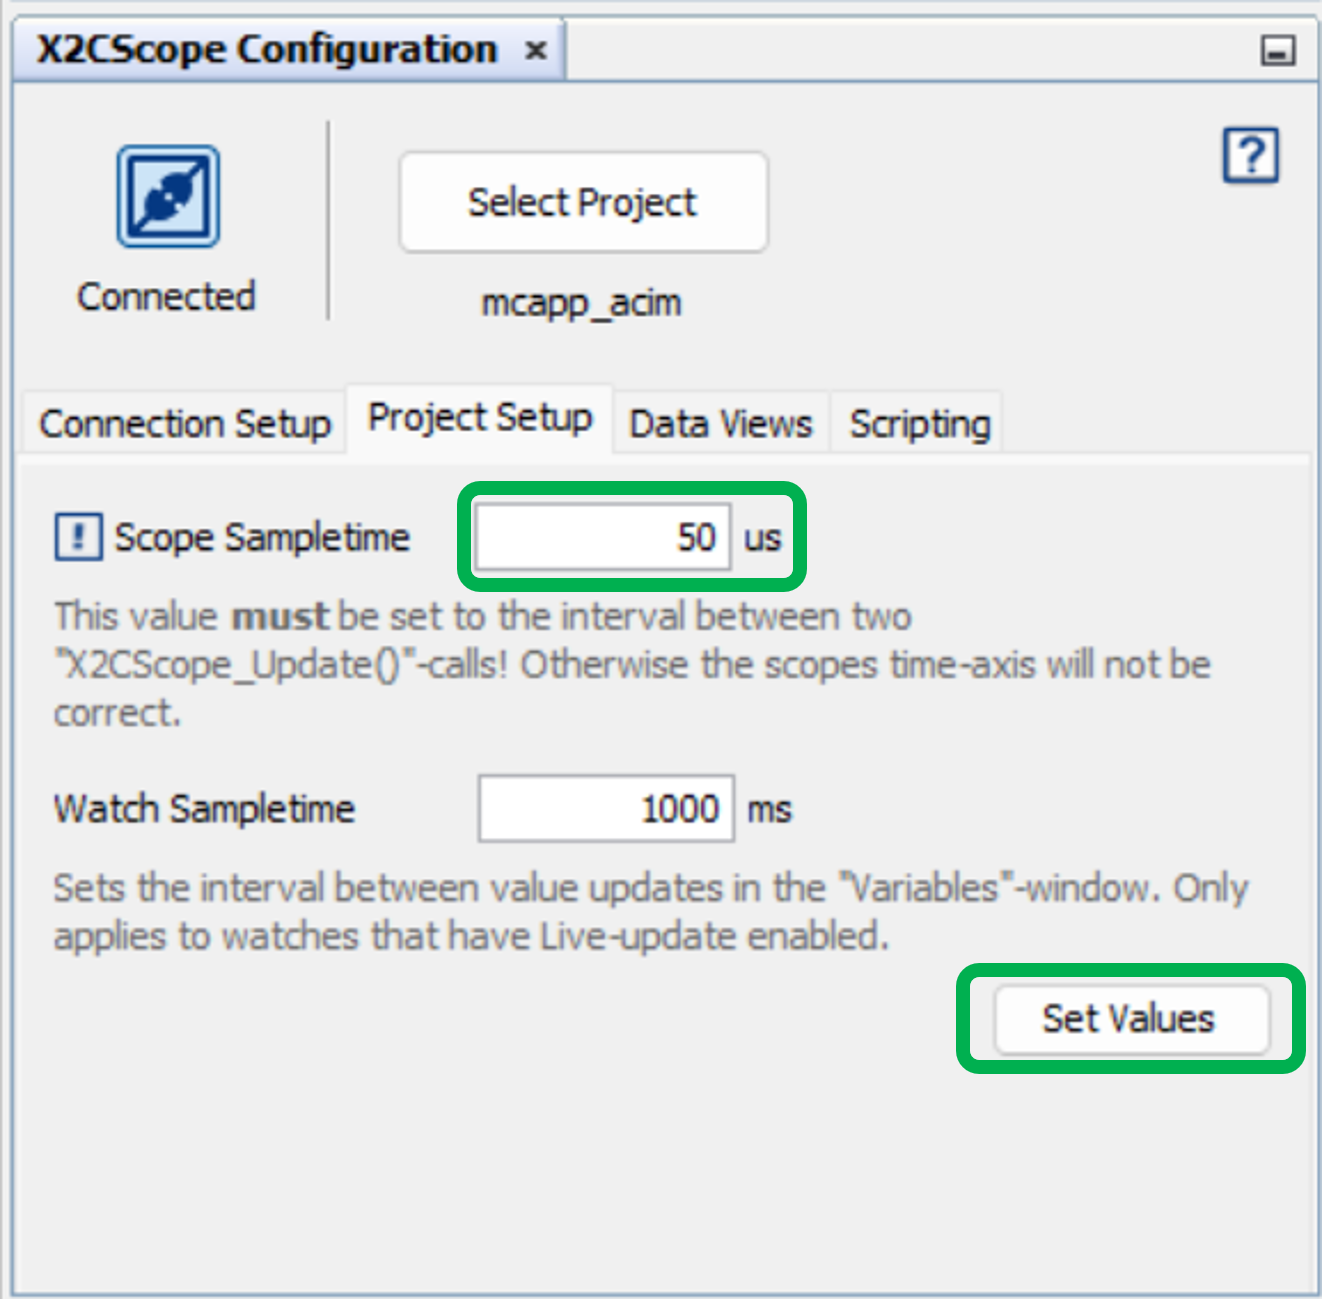 X2CScope Configuration ×
?
Select Project
Connected
mcapp_acim
Connection Setup
Project Setup
Data Views
Scripting
! Scope Sampletime 50 us
This value must be set to the interval between two
"X2CScope_Update()"-calls! Otherwise the scopes time-axis will not be
correct.
Watch Sampletime 1000 ms
Sets the interval between value updates in the "Variables"-window. Only
applies to watches that have Live-update enabled.
Set Values